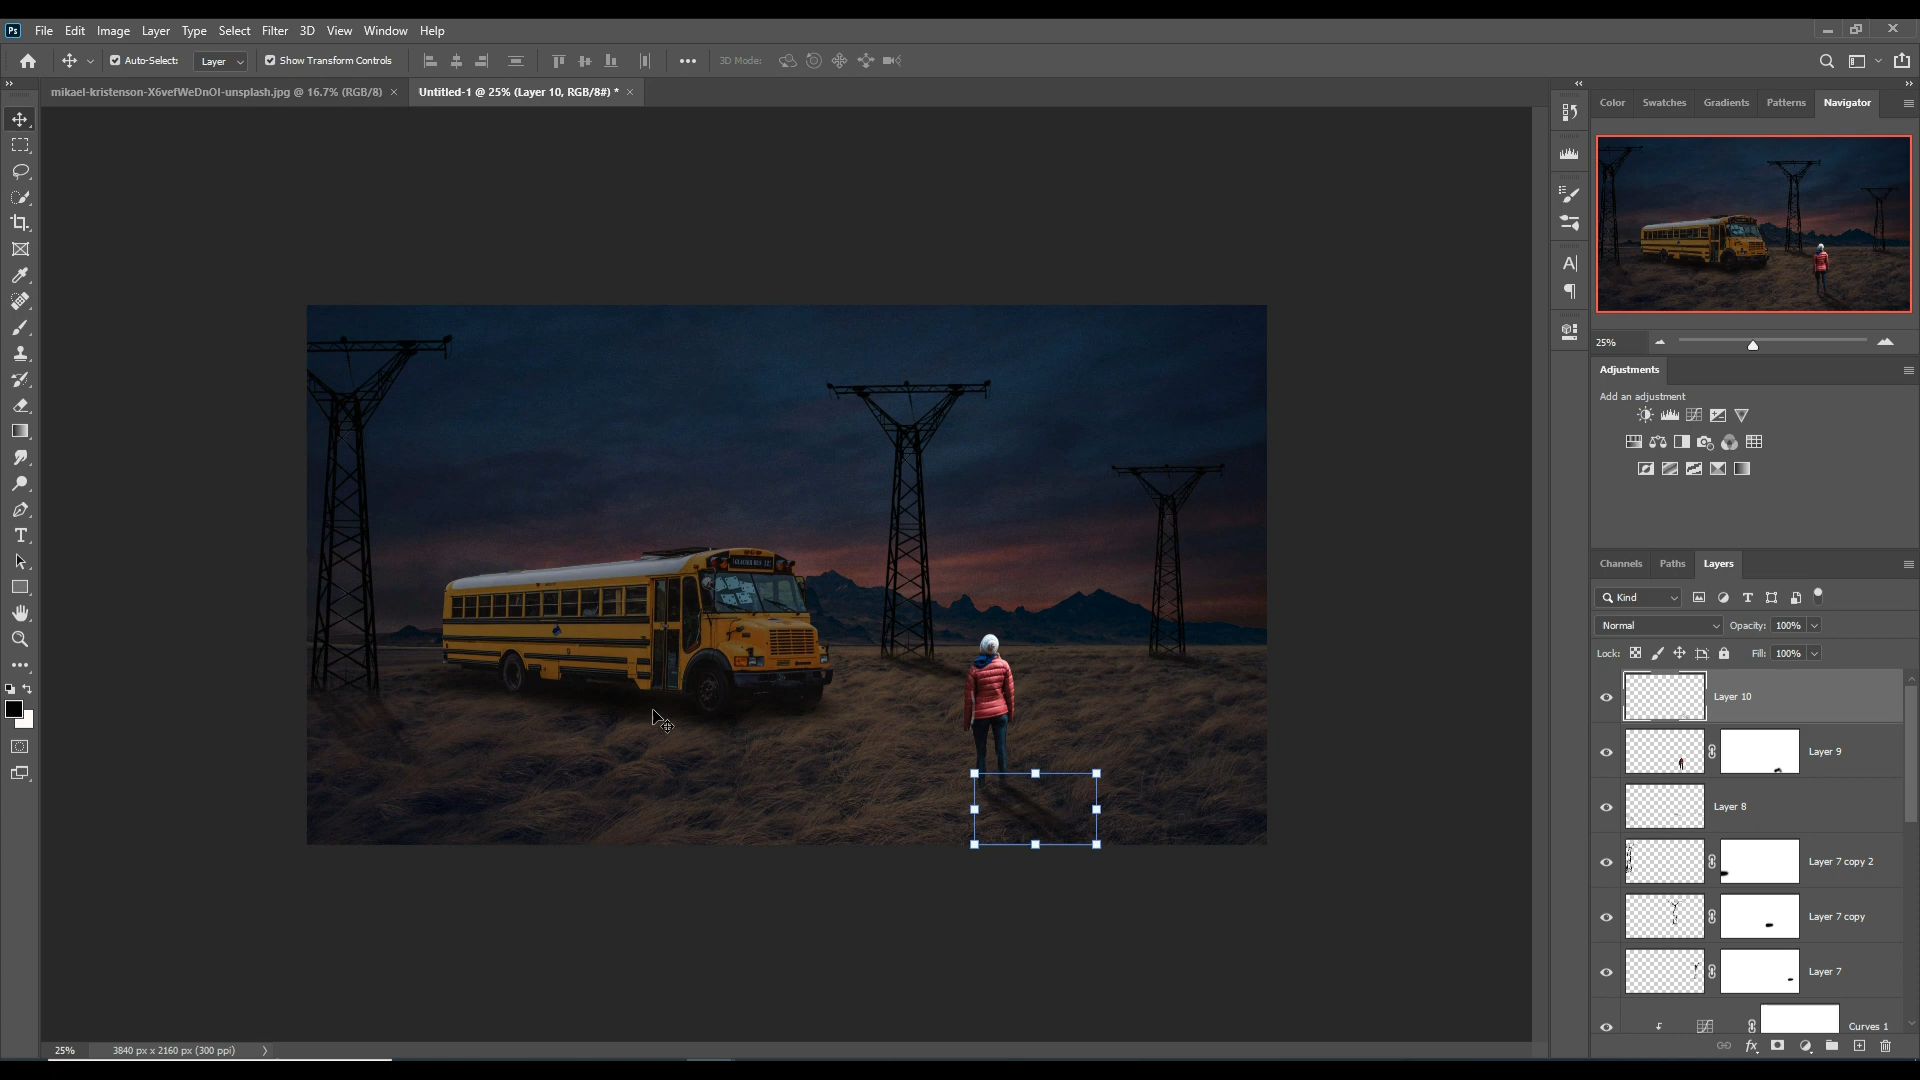 Ps File Edit Image Layer Type Select Filter 3D View Window Help
Auto-Select: Layer Show Transform Controls 3D Mode:
mikael-kristenson-X6vefWeDnOI-unsplash.jpg @ 16.7% (RGB/8) × Untitled-1 @ 25% (Layer 10, RGB/8#) * ×
Color Swatches Gradients Patterns Navigator
25%
Adjustments
Add an adjustment
Channels Paths Layers
Kind
Normal Opacity: 100%
Lock: Fill: 100%
Layer 10
Layer 9
Layer 8
Layer 7 copy 2
Layer 7 copy
Layer 7
Curves 1
25% 3840 px x 2160 px (300 ppi)